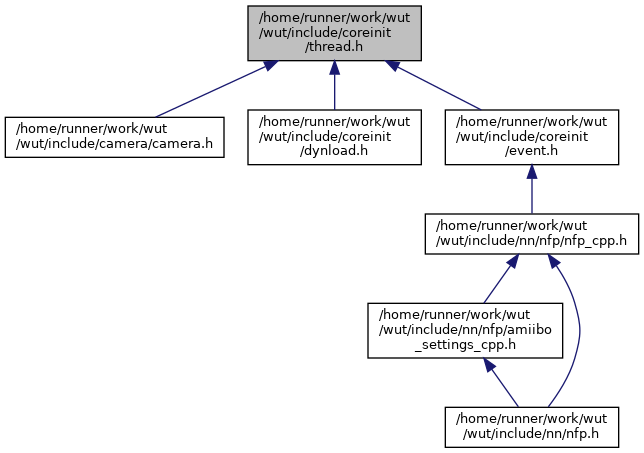 /home/runner/work/wut
/wut/include/coreinit
/thread.h
/home/runner/work/wut
/wut/include/camera/camera.h
/home/runner/work/wut
/wut/include/coreinit
/dynload.h
/home/runner/work/wut
/wut/include/coreinit
/event.h
/home/runner/work/wut
/wut/include/nn/nfp/nfp_cpp.h
/home/runner/work/wut
/wut/include/nn/nfp/amiibo
_settings_cpp.h
/home/runner/work/wut
/wut/include/nn/nfp.h